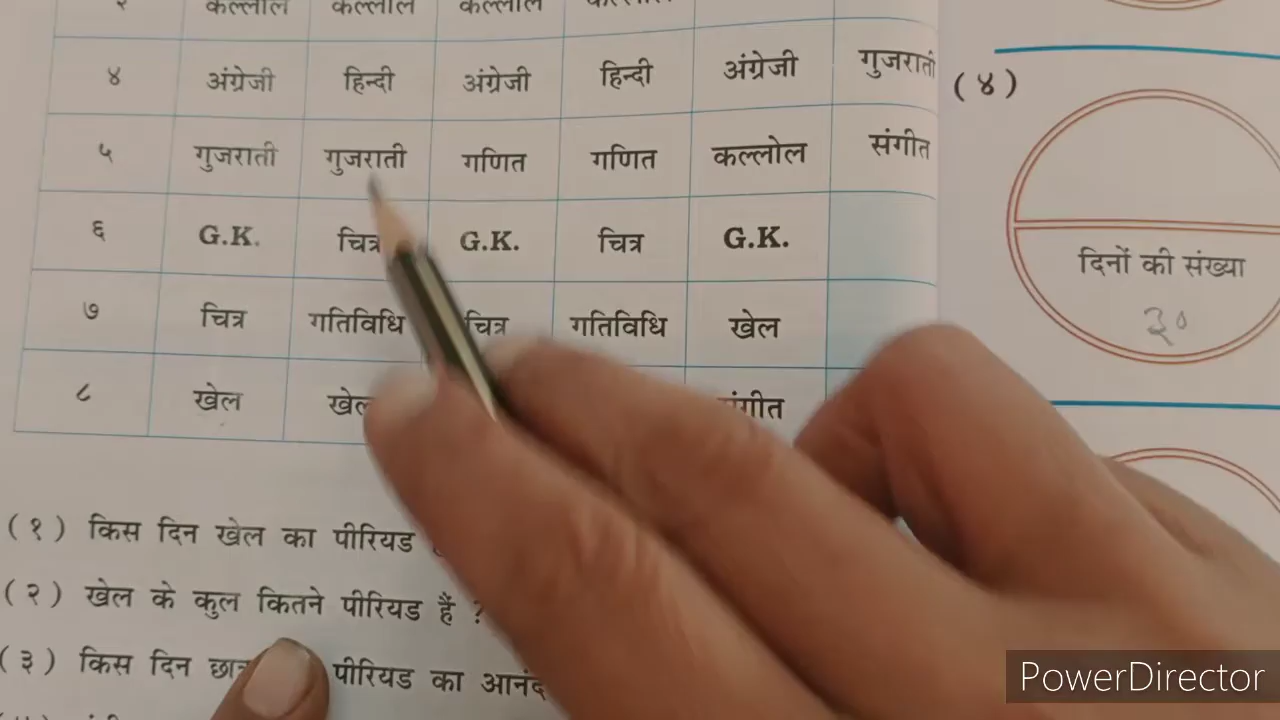 कल्लोल कल्लोल कल्लोल
४ अंग्रेजी हिन्दी अंग्रेजी हिन्दी अंग्रेजी गुजराती
५ गुजराती गुजराती गणित गणित कल्लोल संगीत
६ G.K. चित्र G.K. चित्र G.K.
७ चित्र गतिविधि चित्र गतिविधि खेल
८ खेल खेल संगीत
(१) किस दिन खेल का पीरियड
(२) खेल के कुल कितने पीरियड हैं ?
(३) किस दिन पीरियड का आनंद
(४)
दिनों की संख्या
३०
PowerDirector